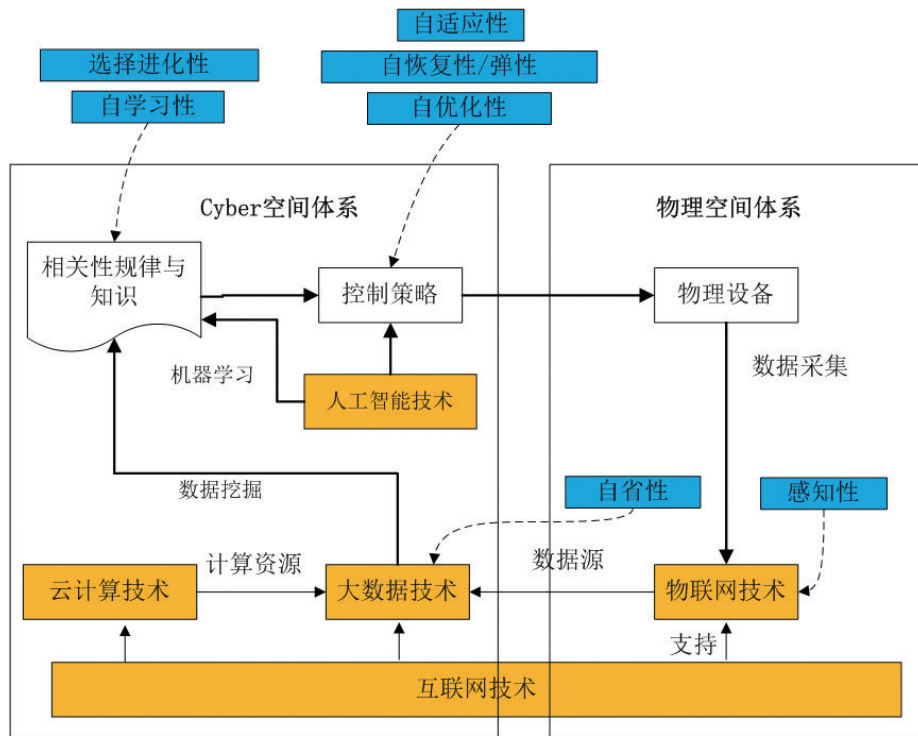 自适应性
选择进化性
自恢复性/弹性
自学习性
自优化性
Cyber空间体系
物理空间体系
相关性规律与
知识
控制策略
物理设备
机器学习
人工智能技术
数据采集
数据挖掘
自省性
感知性
计算资源
数据源
云计算技术
大数据技术
物联网技术
支持
互联网技术